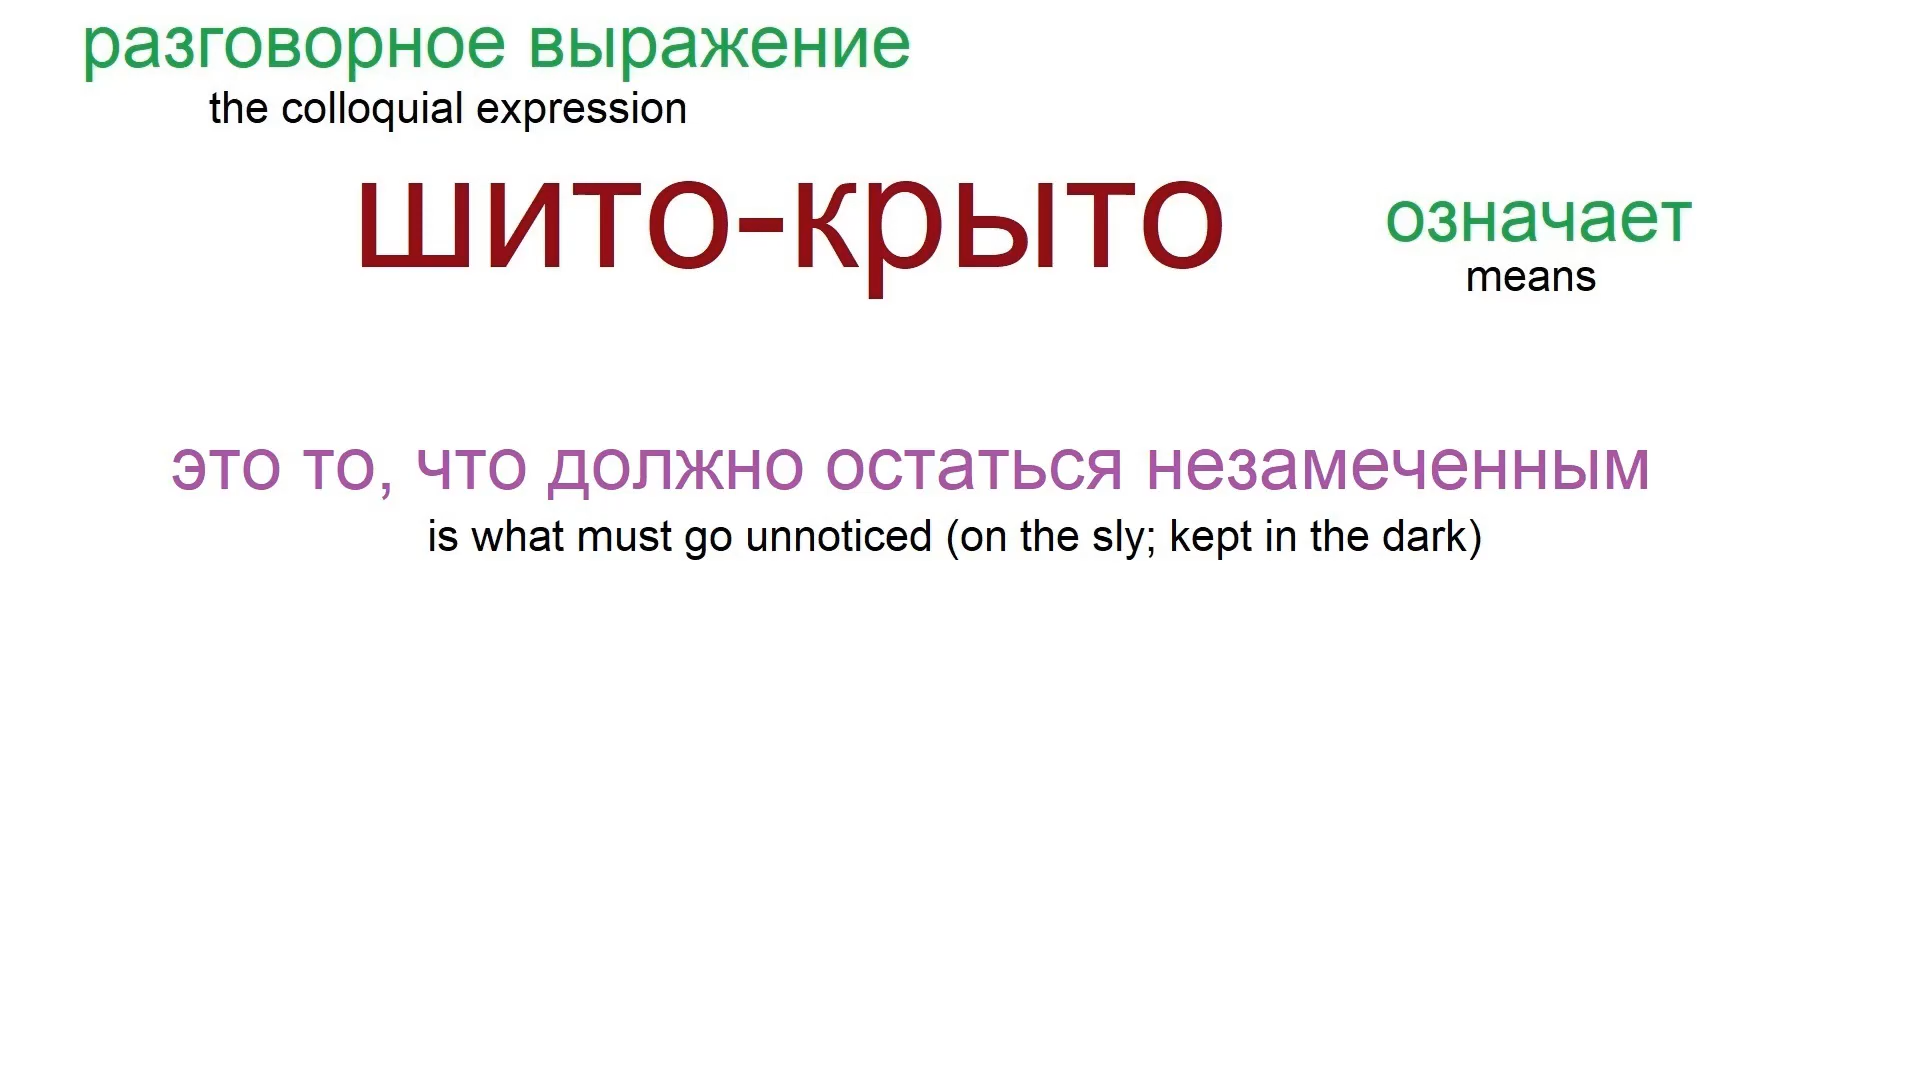 разговорное выражение
the colloquial expression
шито-крыто
означает
means
это то, что должно остаться незамеченным
is what must go unnoticed (on the sly; kept in the dark)